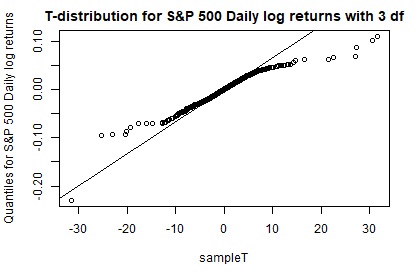 T-distribution for S&P 500 Daily log returns with 3 df
Quantiles for S&P 500 Daily log returns
0.10
0.00
-0.10
-0.20
-30 -20 -10 0 10 20 30
sampleT